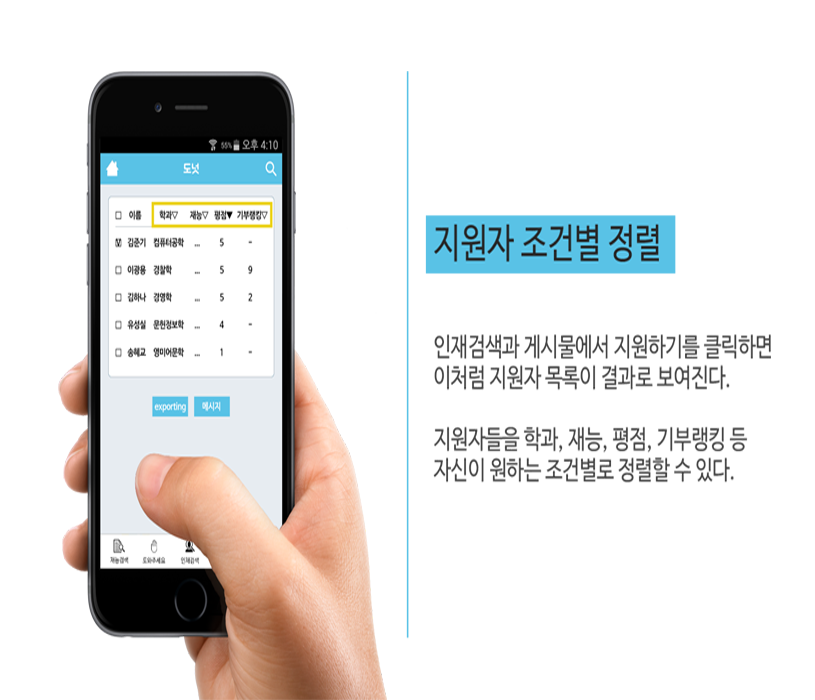 55% 오후 4:10
도넛
이름 학과▽ 재능▽ 평점▼ 기부랭킹▽
김준기 컴퓨터공학 ... 5 -
이광용 경찰학 ... 5 9
김하나 경영학 ... 5 2
유성실 문헌정보학 ... 4 -
송혜교 영미어문학 ... 1 -
exporting 메시지
재능검색 도와주세요 인재검색
지원자 조건별 정렬
인재검색과 게시물에서 지원하기를 클릭하면
이처럼 지원자 목록이 결과로 보여진다.
지원자들을 학과, 재능, 평점, 기부랭킹 등
자신이 원하는 조건별로 정렬할 수 있다.